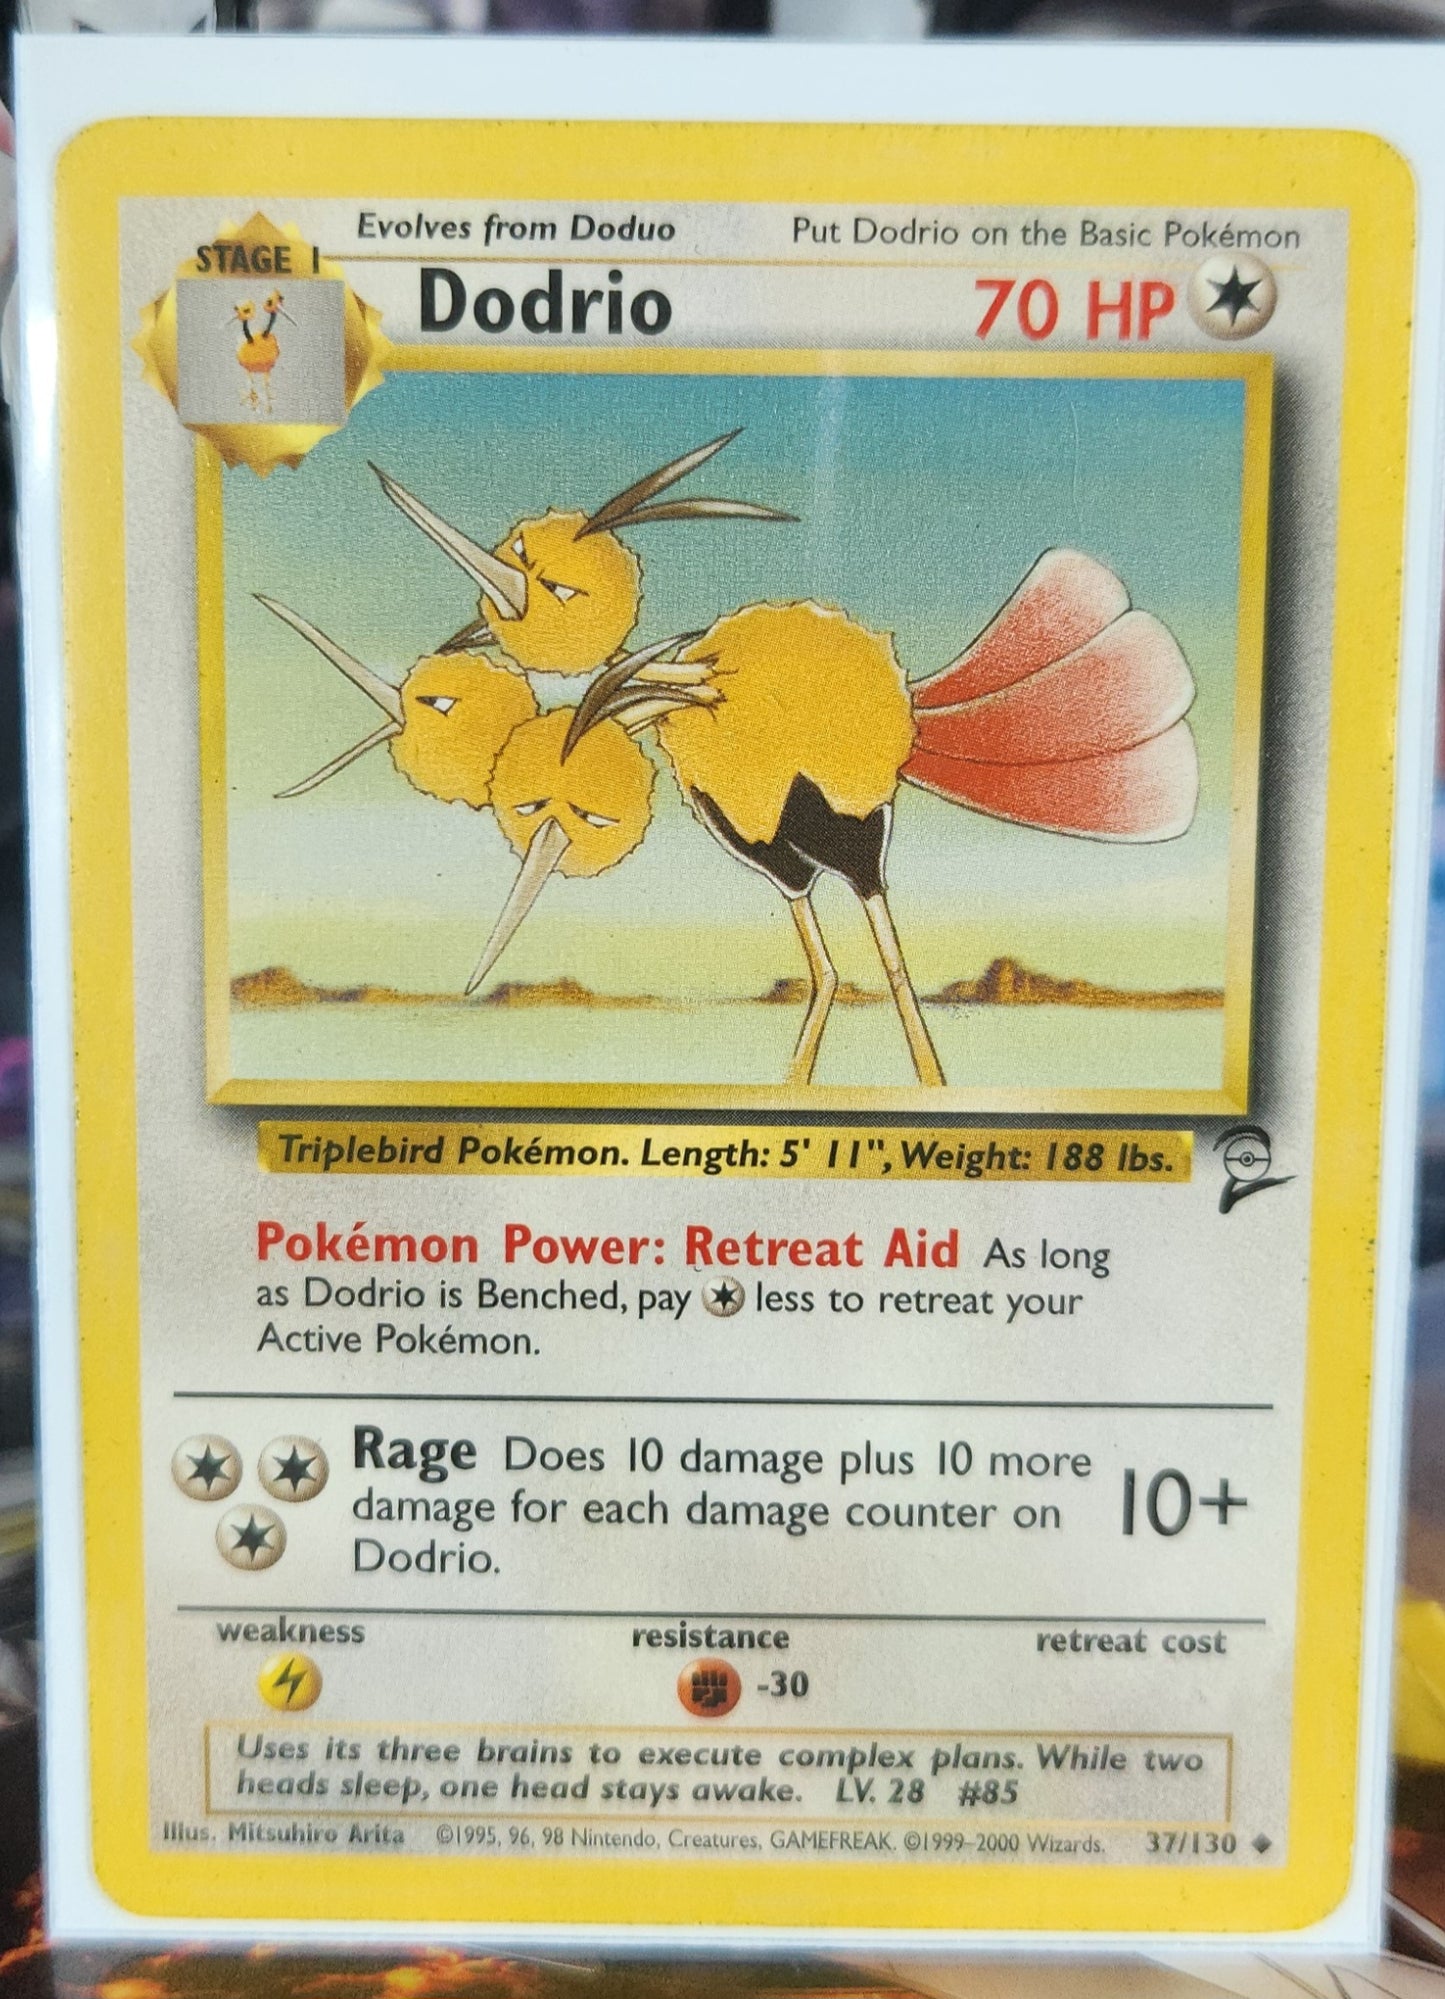 Evolves from Doduo Put Dodrio on the Basic Pokémon
STAGE 1
Dodrio 70 HP
Triplebird Pokémon. Length: 5' 11", Weight: 188 lbs.
Pokémon Power: Retreat Aid As long
as Dodrio is Benched, pay less to retreat your
Active Pokémon.
Rage Does 10 damage plus 10 more
damage for each damage counter on
Dodrio.
10+
weakness resistance retreat cost
-30
Uses its three brains to execute complex plans. While two
heads sleep, one head stays awake. LV. 28 #85
Illus. Mitsuhiro Arita ©1995, 96, 98 Nintendo, Creatures, GAMEFREAK. ©1999–2000 Wizards. 37/130